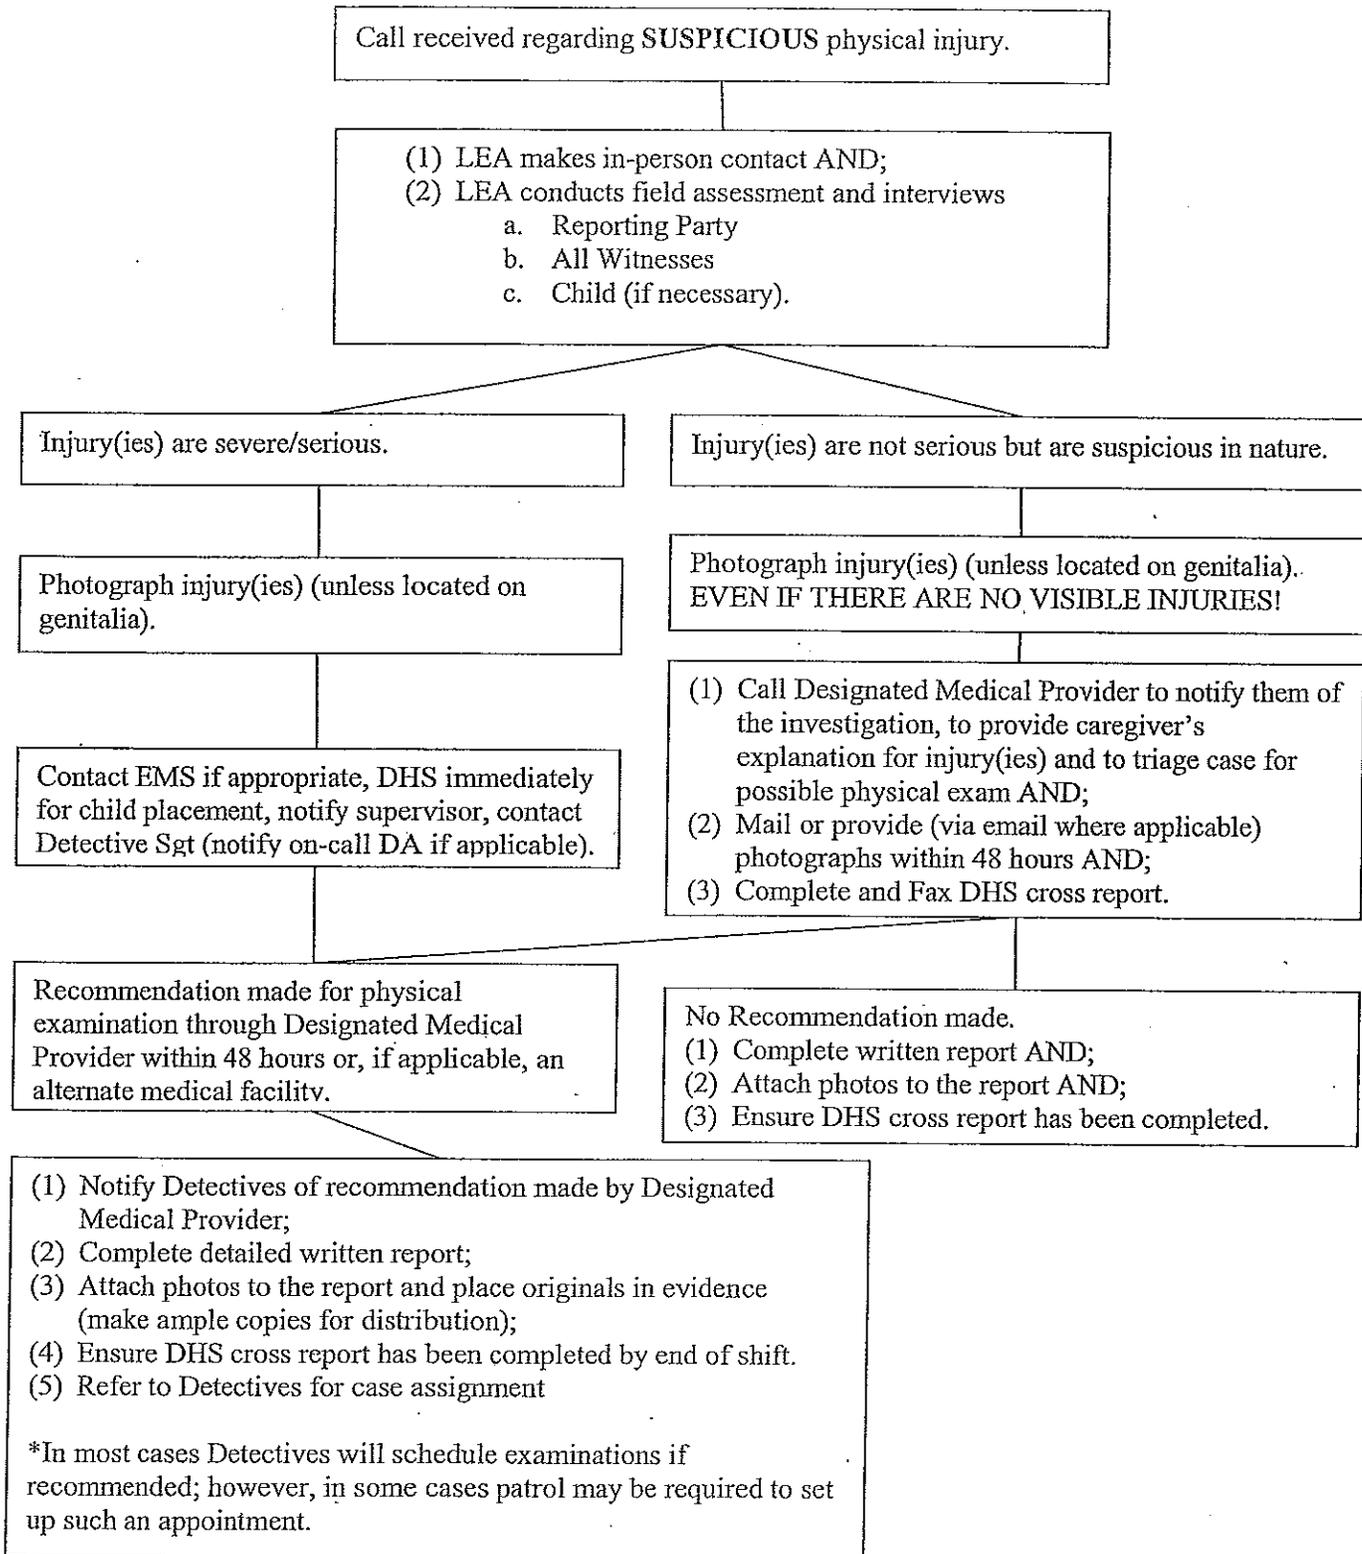 Call received regarding SUSPICIOUS physical injury.
(1) LEA makes in-person contact AND;
(2) LEA conducts field assessment and interviews
a. Reporting Party
b. All Witnesses
c. Child (if necessary).
Injury(ies) are severe/serious.
Photograph injury(ies) (unless located on
genitalia).
Contact EMS if appropriate, DHS immediately
for child placement, notify supervisor, contact
Detective Sgt (notify on-call DA if applicable).
Injury(ies) are not serious but are suspicious in nature.
Photograph injury(ies) (unless located on genitalia).
EVEN IF THERE ARE NO VISIBLE INJURIES!
(1) Call Designated Medical Provider to notify them of
the investigation, to provide caregiver's
explanation for injury(ies) and to triage case for
possible physical exam AND;
(2) Mail or provide (via email where applicable)
photographs within 48 hours AND;
(3) Complete and Fax DHS cross report.
Recommendation made for physical
examination through Designated Medical
Provider within 48 hours or, if applicable, an
alternate medical facility.
No Recommendation made.
(1) Complete written report AND;
(2) Attach photos to the report AND;
(3) Ensure DHS cross report has been completed.
(1) Notify Detectives of recommendation made by Designated
Medical Provider;
(2) Complete detailed written report;
(3) Attach photos to the report and place originals in evidence
(make ample copies for distribution);
(4) Ensure DHS cross report has been completed by end of shift.
(5) Refer to Detectives for case assignment
*In most cases Detectives will schedule examinations if
recommended; however, in some cases patrol may be required to set
up such an appointment.